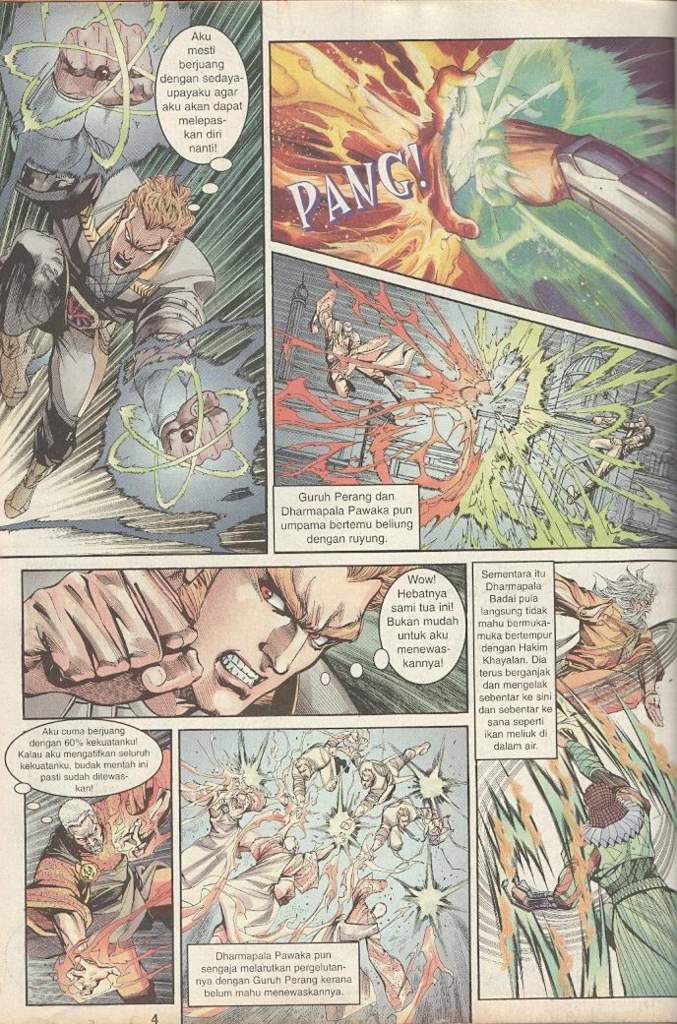 Aku
mesti
berjuang
dengan sedaya-
upayaku agar
aku akan dapat
melepas-
kan diri
nanti!
PANG!
Guruh Perang dan
Dharmapala Pawaka pun
umpama bertemu beliung
dengan ruyung.
Wow!
Hebatnya
sami tua ini!
Bukan mudah
untuk aku
menewas-
kannya!
Sementara itu
Dharmapala
Badai pula
langsung tidak
mahu bermuka-
muka bertempur
dengan Hakim
Khayalan. Dia
terus berganjak
dan mengelak
sebentar ke sini
dan sebentar ke
sana seperti
ikan meliuk di
dalam air.
Aku cuma berjuang
dengan 60% kekuatanku!
Kalau aku mengatifkan seluruh
kekuatanku, budak mentah ini
pasti sudah ditewas-
kan!
Dharmapala Pawaka pun
sengaja melarutkan pergelutan-
nya dengan Guruh Perang kerana
belum mahu menewaskannya.
4